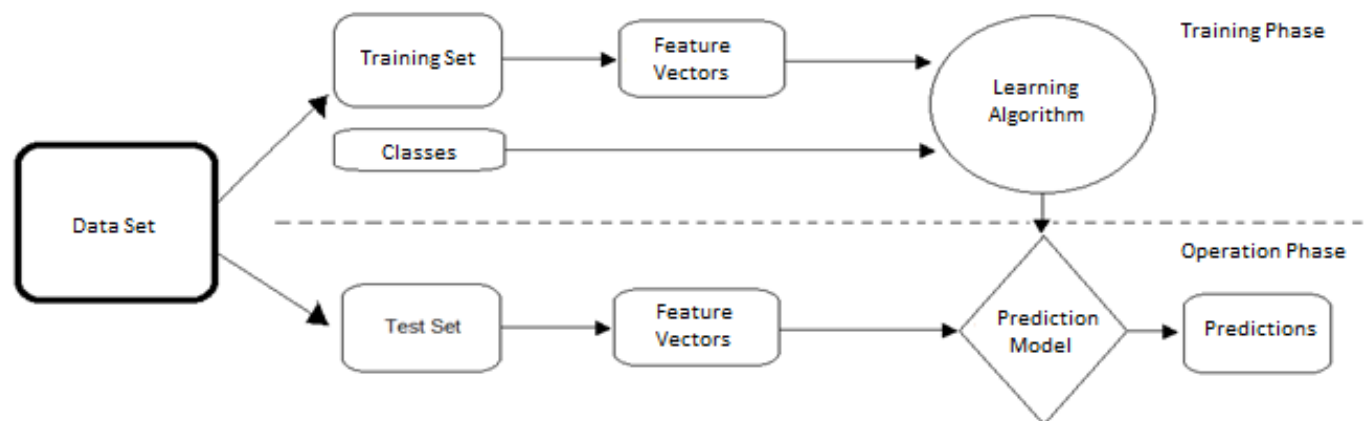 Training Set
Feature
Vectors
Learning
Algorithm
Training Phase
Classes
Data Set
Operation Phase
Test Set
Feature
Vectors
Prediction
Model
Predictions